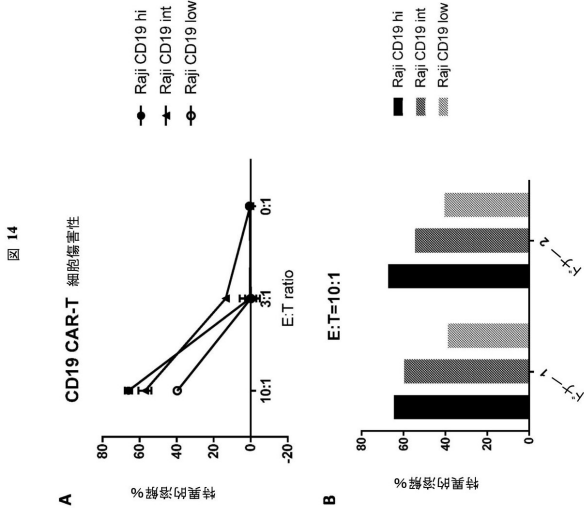 図 14
A
CD19 CAR-T 細胞傷害性
特異的溶解%
80
60
40
20
0
-20
10:1
3:1
0:1
E:T ratio
Raji CD19 hi
Raji CD19 int
Raji CD19 low
B
E:T=10:1
特異的溶解%
80
60
40
20
0
ドナー 1
ドナー 2
Raji CD19 hi
Raji CD19 int
Raji CD19 low